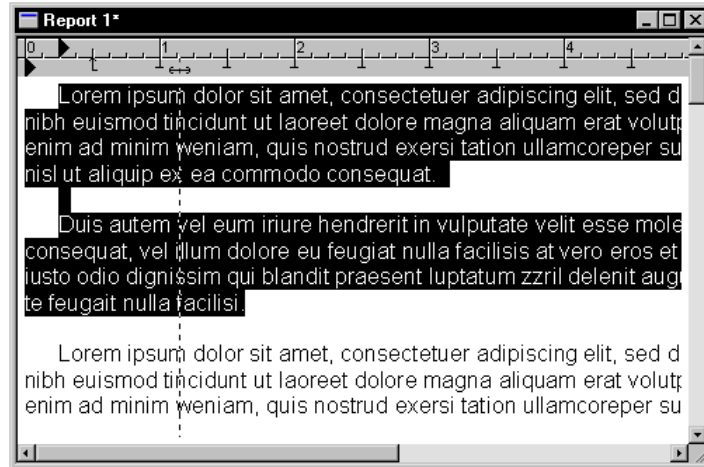 Report 1*
0 1 2 3 4
Lorem ipsum dolor sit amet, consectetuer adipiscing elit, sed d
nibh euismod tincidunt ut laoreet dolore magna aliquam erat
enim ad minim weniam, quis nostrud exersi tation ullamcoreper su
nisl ut aliquip ex ea commodo consequat.
Duis autem vel eum iriure hendrerit in vulputate velit esse mole
consequat, vel illum dolore eu feugiat nulla facilisis at vero eros et
iusto odio dignissim qui blandit praesent luptatum zzril delenit
te feugait nulla facilisi.
Lorem ipsum dolor sit amet, consectetuer adipiscing elit, sed d
nibh euismod tincidunt ut laoreet dolore magna aliquam erat
enim ad minim weniam, quis nostrud exersi tation ullamcoreper su